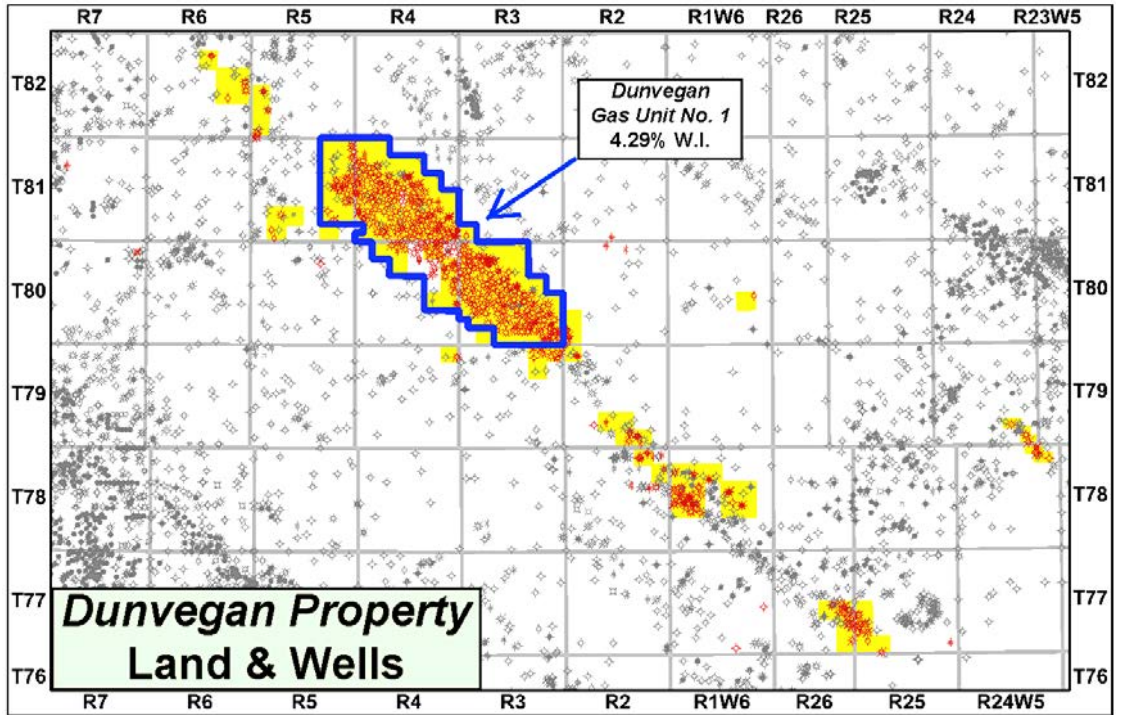 R7 R6 R5 R4 R3 R2 R1W6 R26 R25 R24 R23W5
T82 T82
Dunvegan
Gas Unit No. 1
4.29% W.I.
T81 T81
T80 T80
T79 T79
T78 T78
T77 T77
Dunvegan Property
Land & Wells
T76 T76
R7 R6 R5 R4 R3 R2 R1W6 R26 R25 R24W5